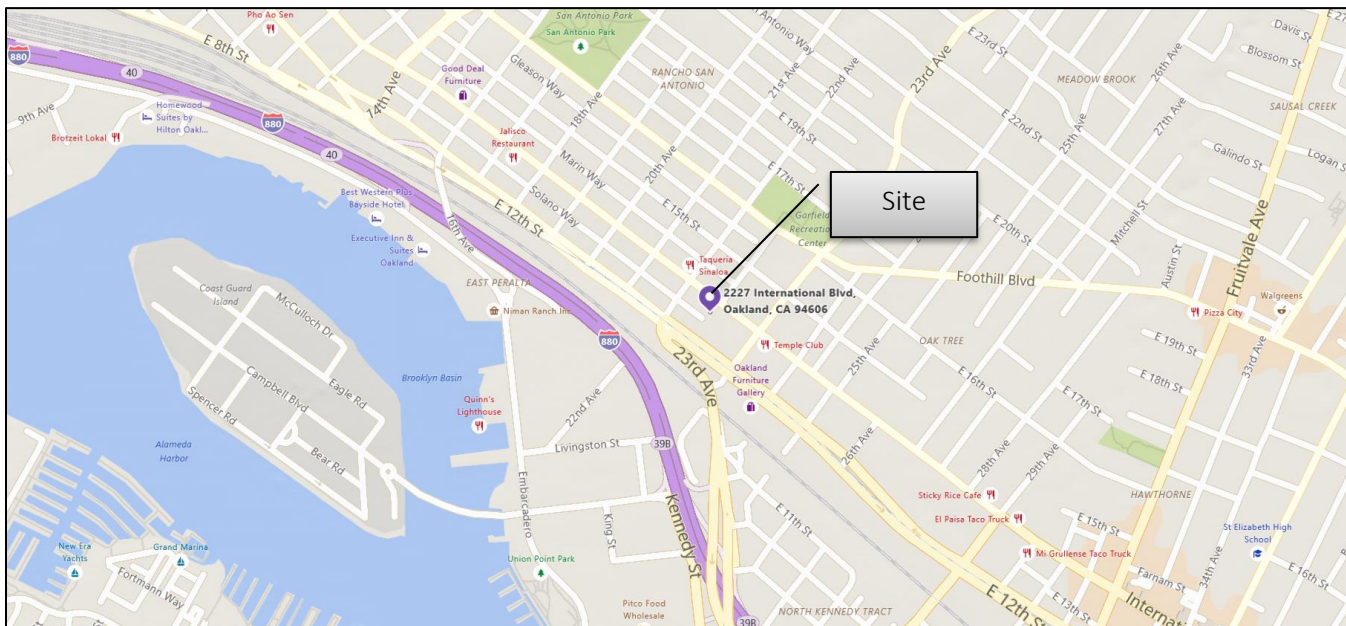 Pho Ao Sen
San Antonio Park
San Antonio Park
E 8th St
880
40
14th Ave
Good Deal
Furniture
Gleason Way
18th Ave
RANCHO SAN
ANTONIO
21st Ave
22nd Ave
E 19th St
23rd Ave
E 23rd St
E 22nd St
MEADOW BROOK
25th Ave
26th Ave
27th Ave
Davis St
Blossom St
E 27
SAUSAL CREEK
Galindo St
Logan St
9th Ave
Homewood
Suites by
Hilton Oakl...
Brotzeit Lokal
880
40
Jalisco
Restaurant
Marin Way
20th Ave
E 17th St
Site
Best Western Plus
Bayside Hotel
16th Ave
Solano Way
E 12th St
E 15th St
Garfield
Recreation
Center
E 20th St
Mitchell St
Austin St
Fruitvale Ave
Executive Inn &
Suites
Oakland
Taqueria
Sinaloa
Foothill Blvd
Coast Guard
Island
McCulloch Dr
EAST PERALTA
Niman Ranch Inc
2227 International Blvd,
Oakland, CA 94606
Walgreens
Pizza City
880
Temple Club
OAK TREE
25th Ave
E 19th St
33rd Ave
Campbell Blvd
Eagle Rd
Spencer Rd
Brooklyn Basin
23rd Ave
Oakland
Furniture
Gallery
E 16th St
E 18th St
E 17th St
Quinn's
Lighthouse
22nd Ave
Alameda
Harbor
Bear Rd
Livingston St
39B
26th Ave
28th Ave
29th Ave
Embarcadero
Kennedy St
Sticky Rice Cafe
HAWTHORNE
King St
E 11th St
El Paisa Taco Truck
E 15th St
St Elizabeth High
School
New Era
Yachts
Grand Marina
Union Point Park
Mi Grullense Taco Truck
34th Ave
E 16th St
Fortmann Way
Farnam St
Pitco Food
Wholesale
NORTH KENNEDY TRACT
E 12th St
E 13th St
39B